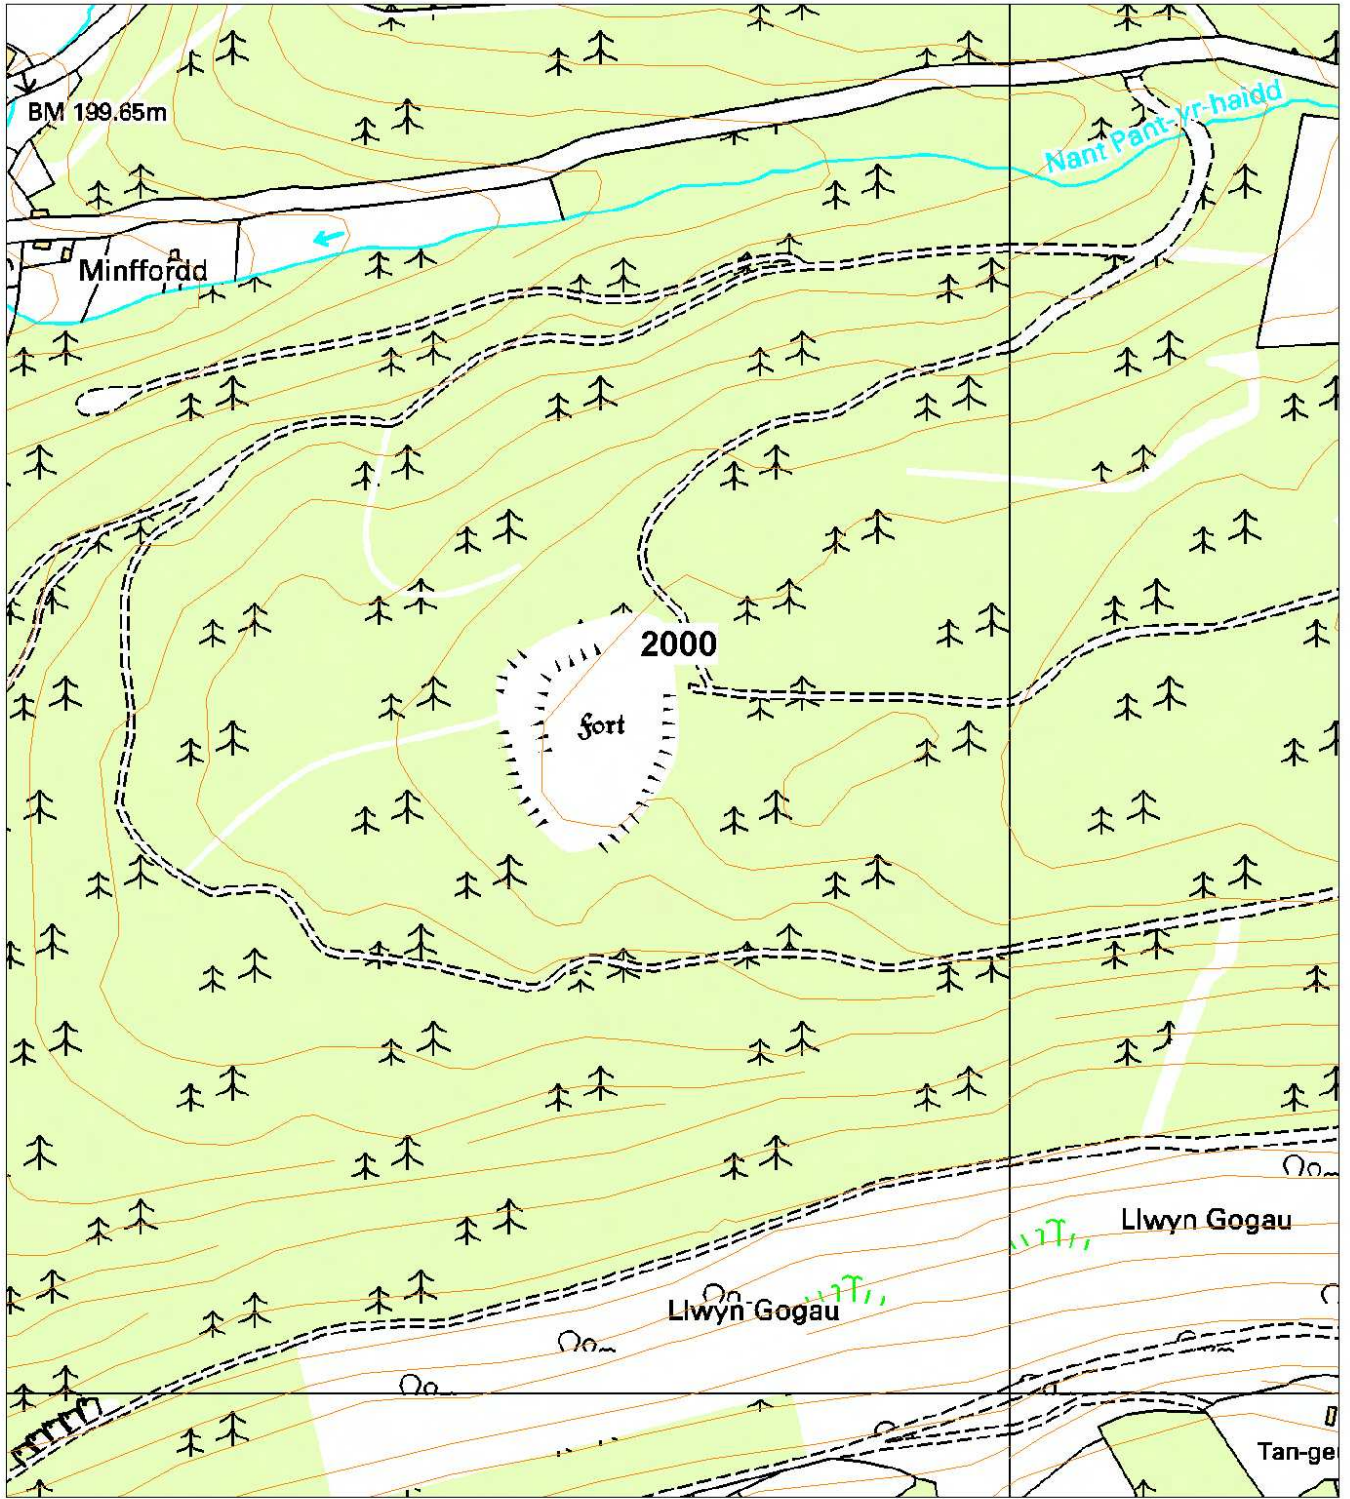 BM 199.65m
Nant Pant-yr-haidd
Minffordd
2000
fort
Llwyn Gogau
Llwyn-Gogau
Tan-ge